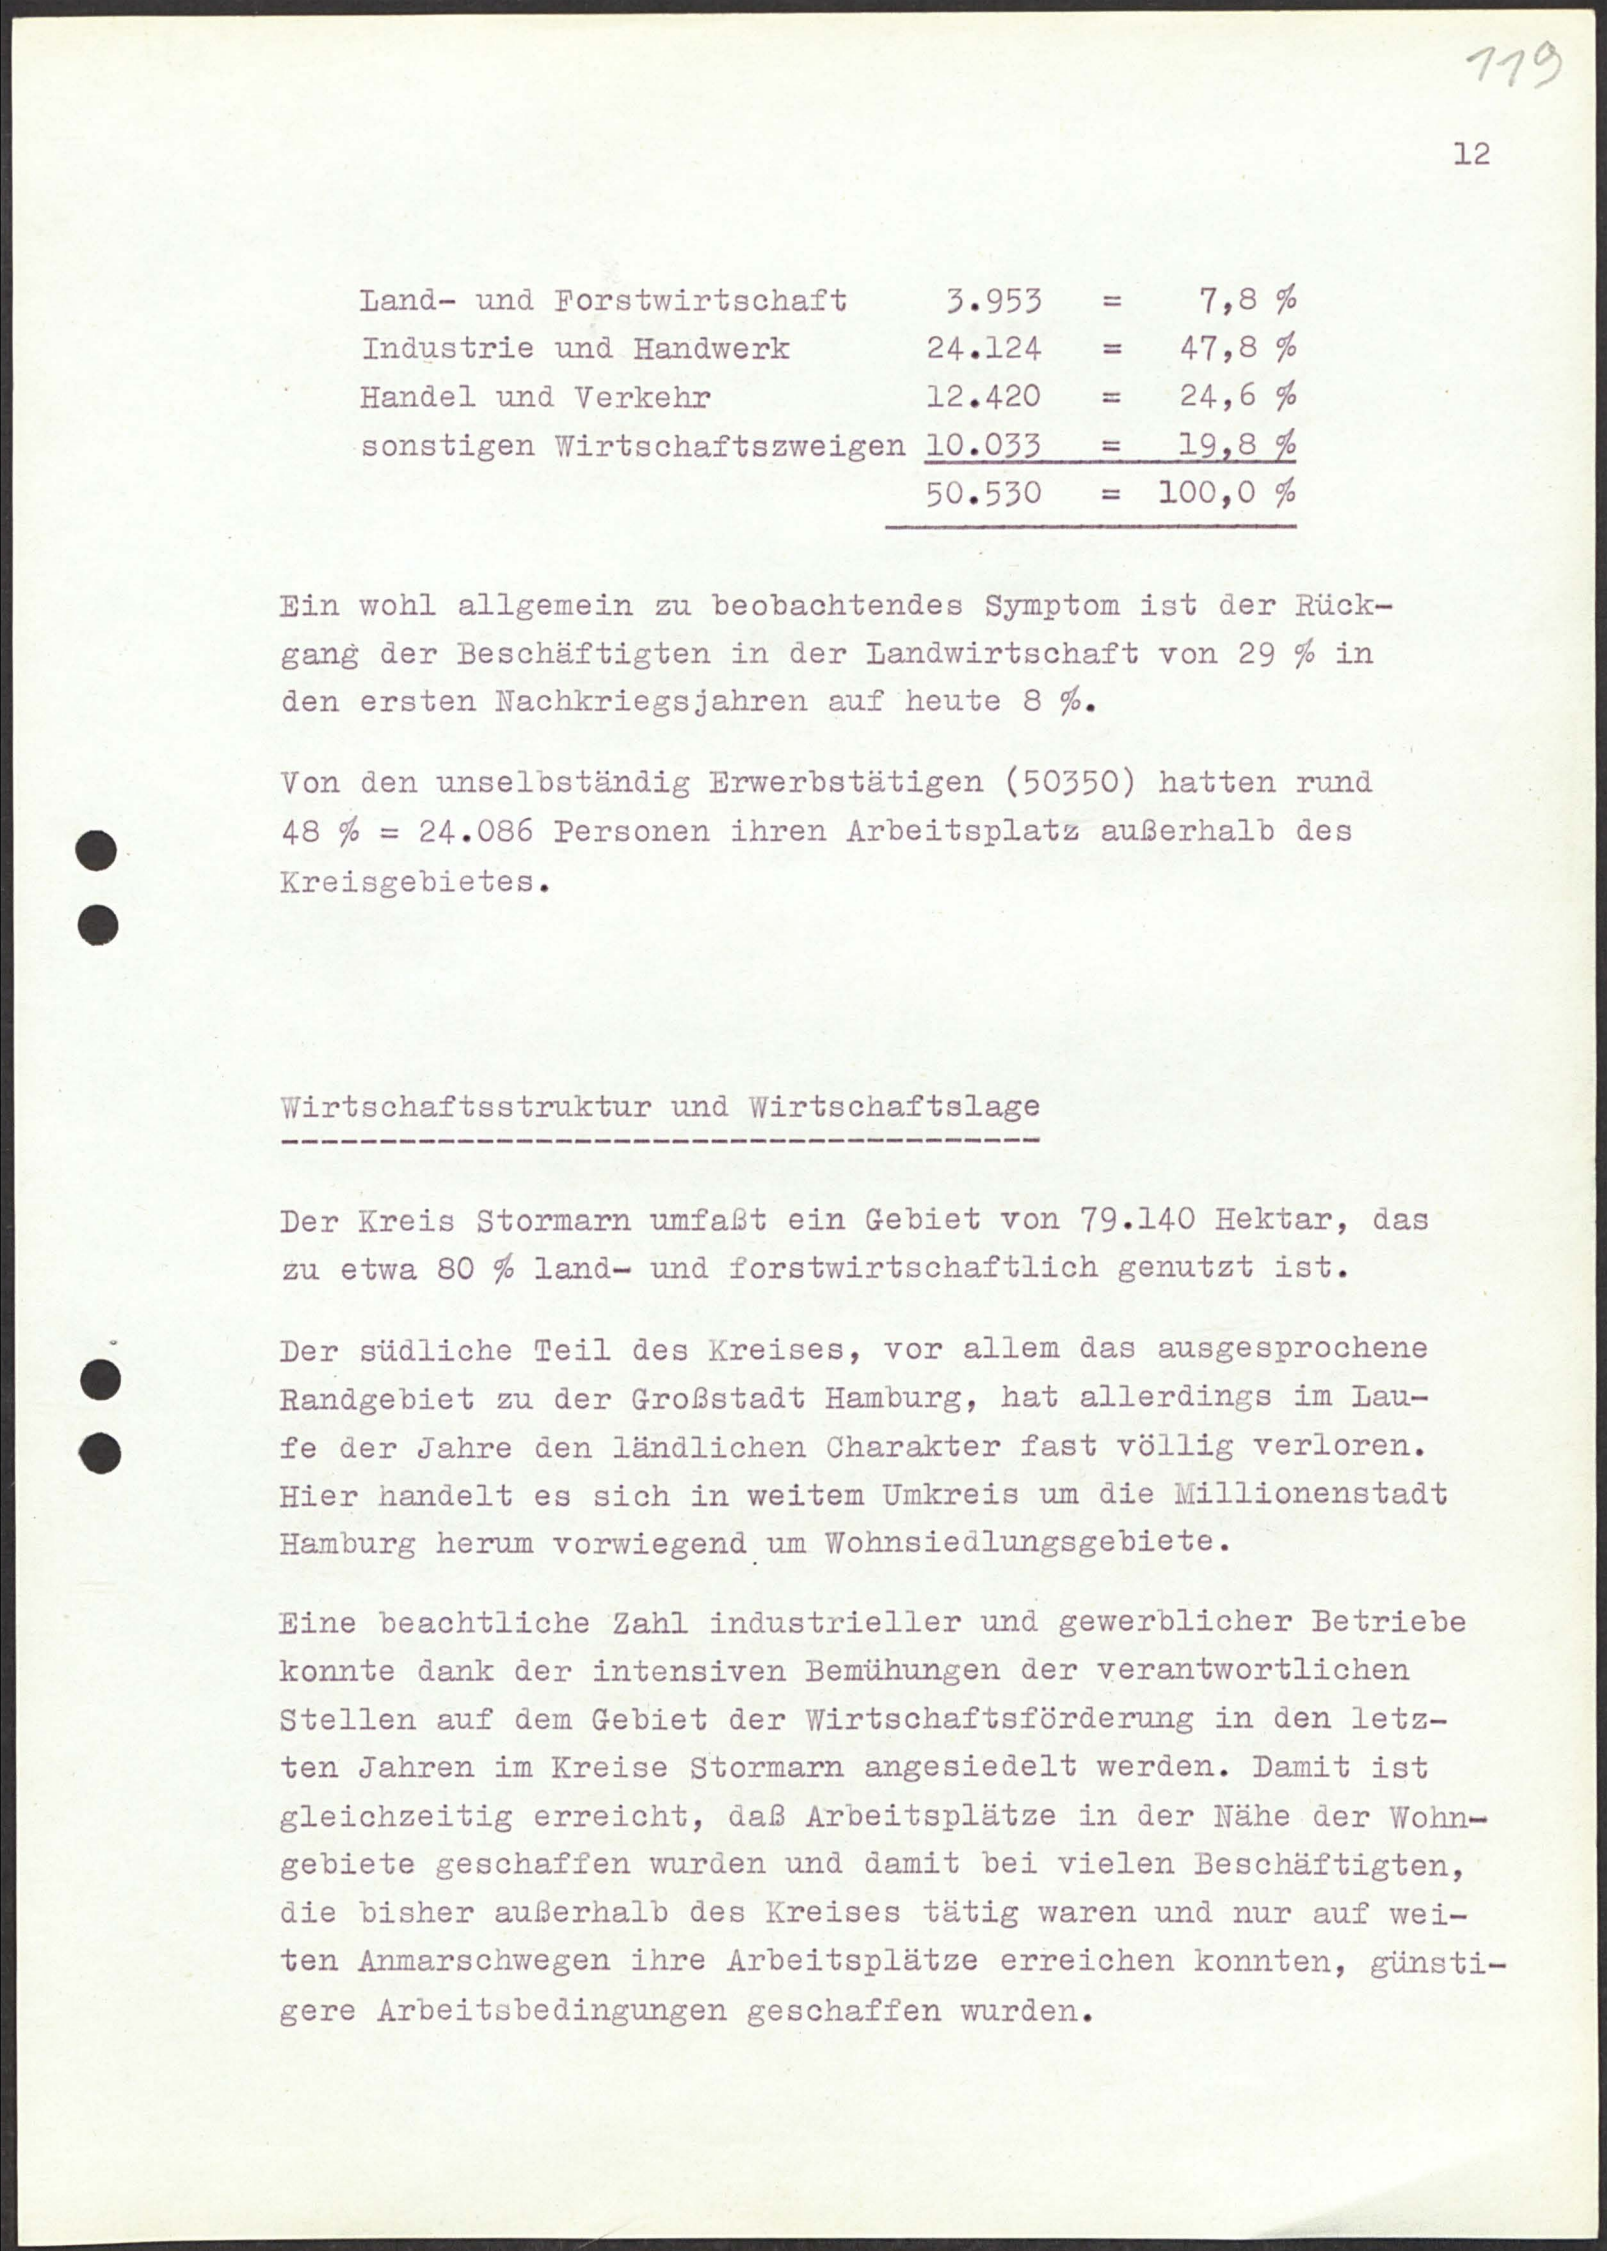 119
12
Land- und Forstwirtschaft 3.953 = 7,8 %
Industrie und Handwerk 24.124 = 47,8 %
Handel und Verkehr 12.420 = 24,6 %
sonstigen Wirtschaftszweigen 10.033 = 19,8 %
50.530 = 100,0 %
Ein wohl allgemein zu beobachtendes Symptom ist der Rück-
gang der Beschäftigten in der Landwirtschaft von 29 % in
den ersten Nachkriegsjahren auf heute 8 %.
Von den unselbständig Erwerbstätigen (50350) hatten rund
48 % = 24.086 Personen ihren Arbeitsplatz außerhalb des
Kreisgebietes.
Wirtschaftsstruktur und Wirtschaftslage
Der Kreis Stormarn umfaßt ein Gebiet von 79.140 Hektar, das
zu etwa 80 % land- und forstwirtschaftlich genutzt ist.
Der südliche Teil des Kreises, vor allem das ausgesprochene
Randgebiet zu der Großstadt Hamburg, hat allerdings im Lau-
fe der Jahre den ländlichen Charakter fast völlig verloren.
Hier handelt es sich in weitem Umkreis um die Millionenstadt
Hamburg herum vorwiegend um Wohnsiedlungsgebiete.
Eine beachtliche Zahl industrieller und gewerblicher Betriebe
konnte dank der intensiven Bemühungen der verantwortlichen
Stellen auf dem Gebiet der Wirtschaftsförderung in den letz-
ten Jahren im Kreise Stormarn angesiedelt werden. Damit ist
gleichzeitig erreicht, daß Arbeitsplätze in der Nähe der Wohn-
gebiete geschaffen wurden und damit bei vielen Beschäftigten,
die bisher außerhalb des Kreises tätig waren und nur auf wei-
ten Anmarschwegen ihre Arbeitsplätze erreichen konnten, günsti-
gere Arbeitsbedingungen geschaffen wurden.